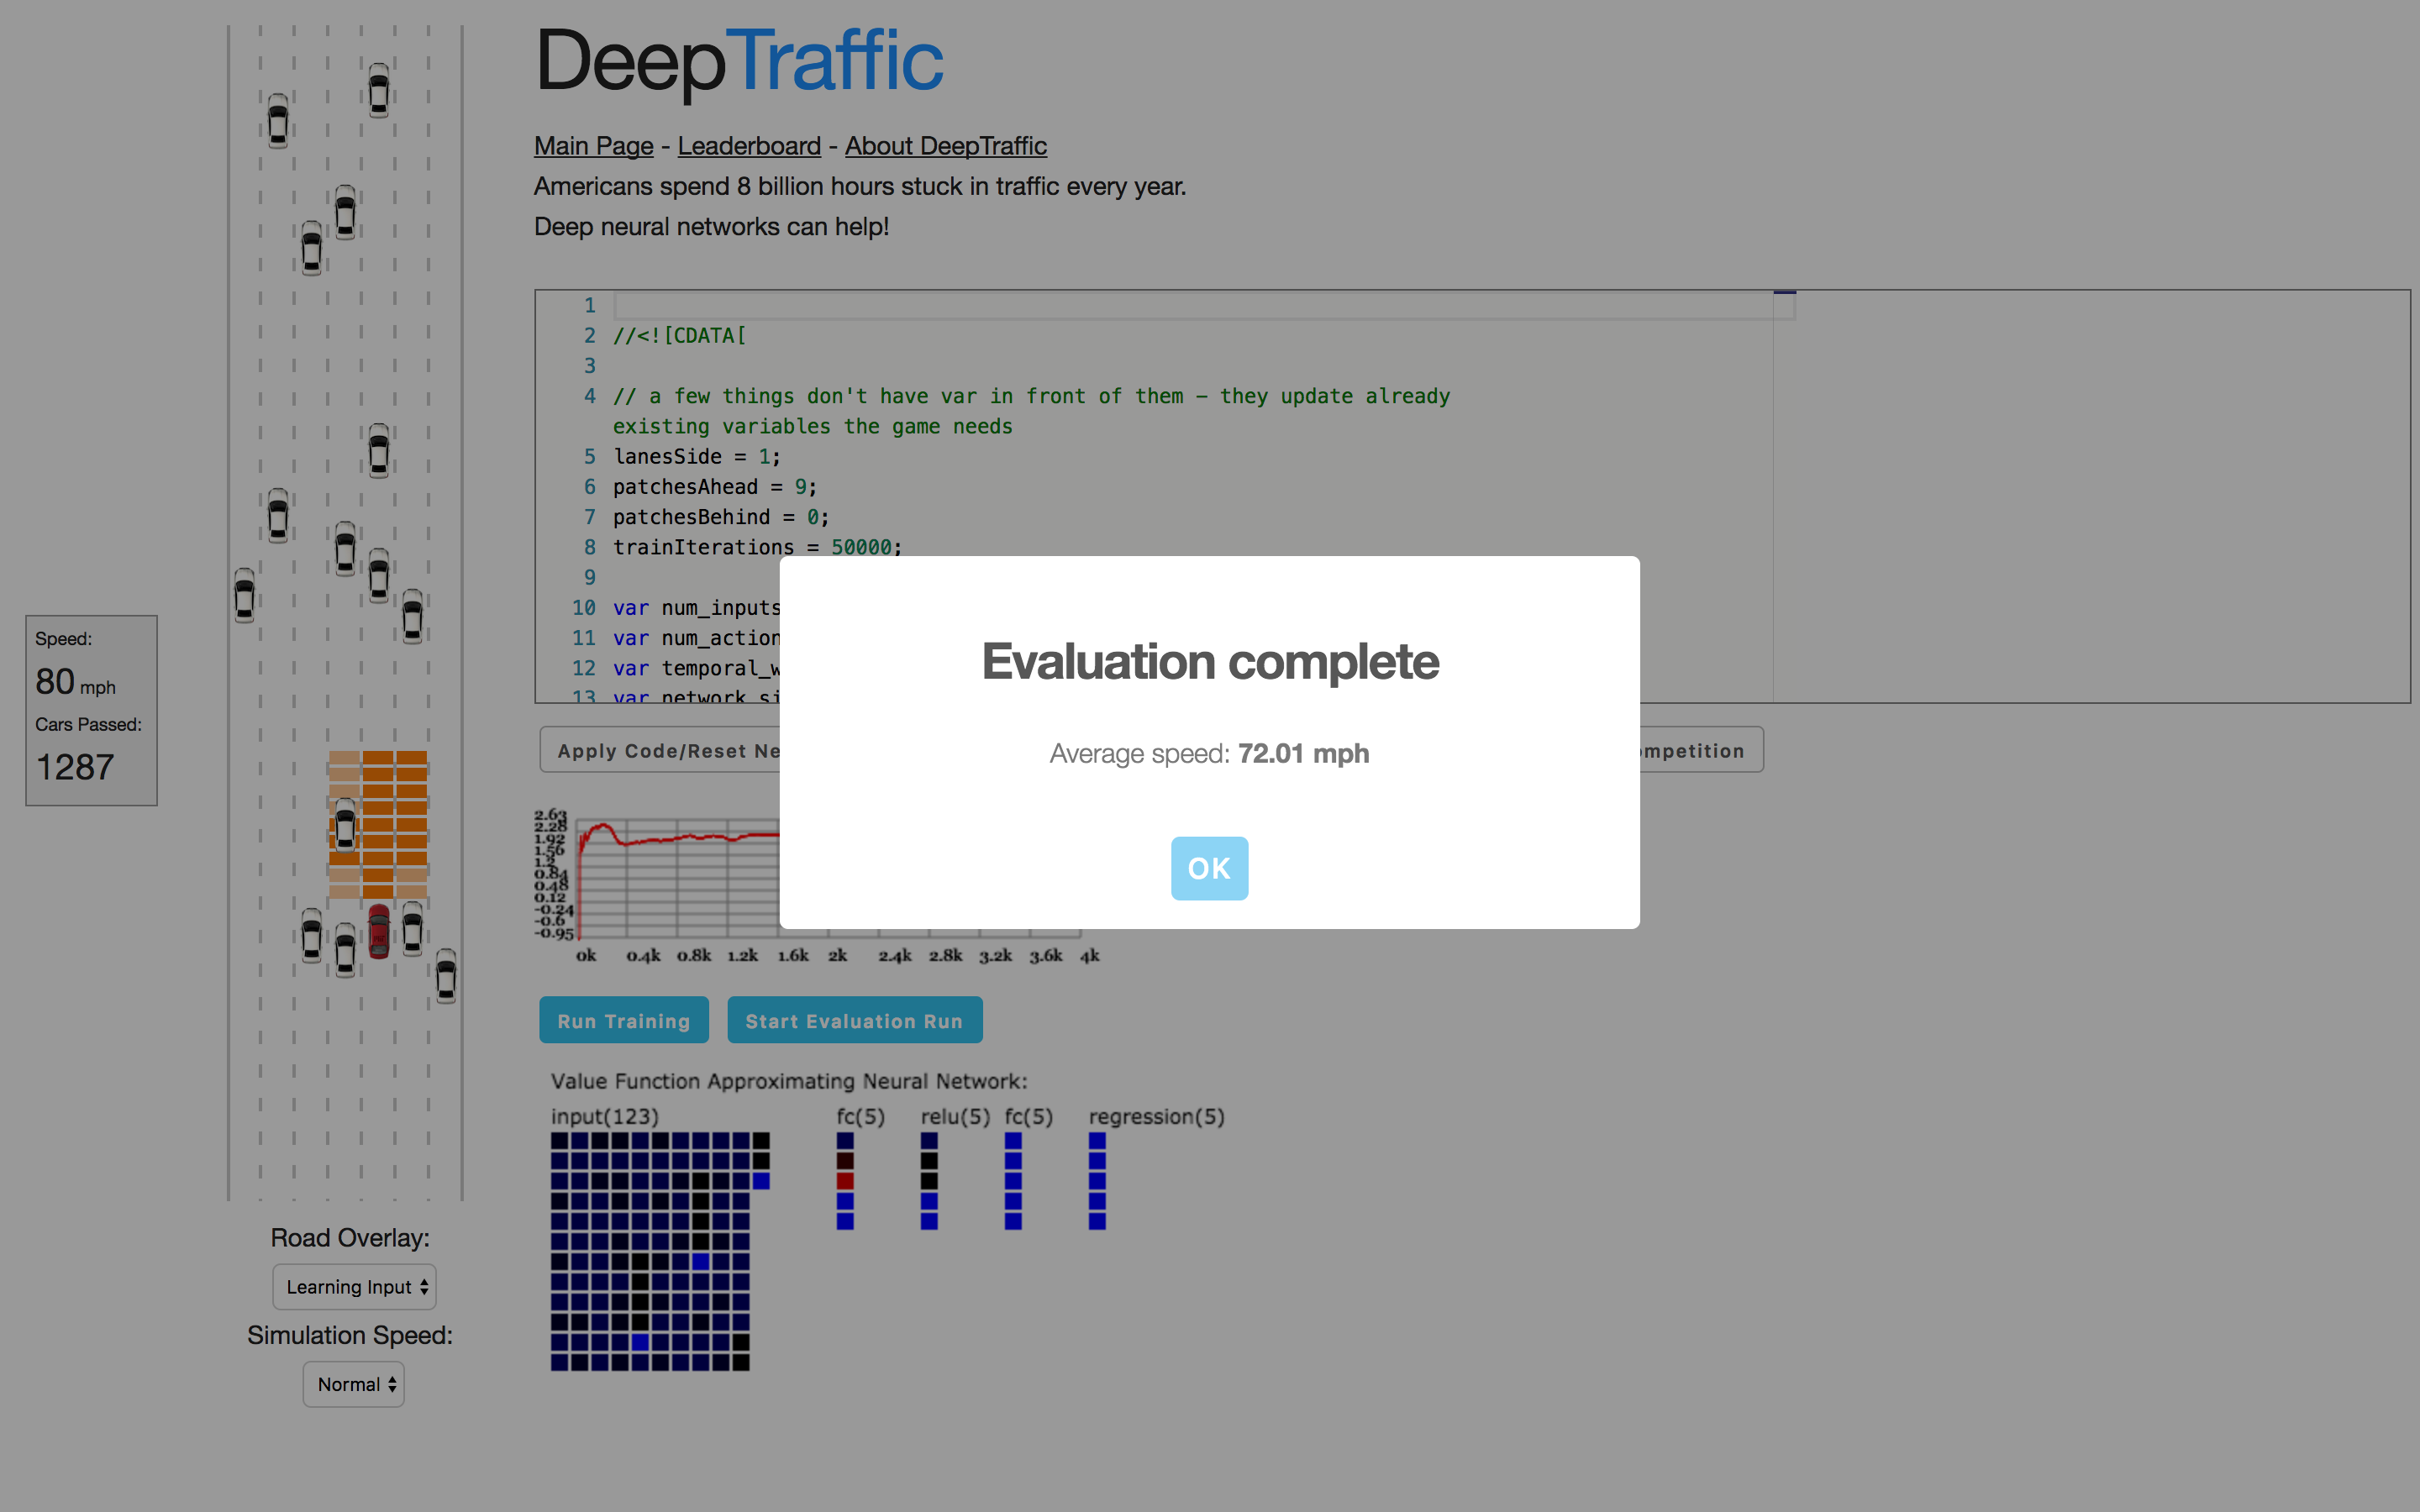 DeepTraffic
Main Page - Leaderboard - About DeepTraffic
Americans spend 8 billion hours stuck in traffic every year.
Deep neural networks can help!
1
2 //<![CDATA[
3
4 // a few things don't have var in front of them - they update already
existing variables the game needs
5 lanesSide = 1;
6 patchesAhead = 9;
7 patchesBehind = 0;
8 trainIterations = 50000;
9
10 var num_inputs
11 var num_action
12 var temporal_w
13 var network_si
Speed:
80 mph
Cars Passed:
1287
Evaluation complete
Average speed: 72.01 mph
OK
Apply Code/Reset Ne
ompetition
2.63
2.28
1.92
1.56
1.2
0.84
0.48
0.12
-0.24
-0.6
-0.95
0k 0.4k 0.8k 1.2k 1.6k 2k 2.4k 2.8k 3.2k 3.6k 4k
Run Training
Start Evaluation Run
Value Function Approximating Neural Network:
input(123) fc(5) relu(5) fc(5) regression(5)
Road Overlay:
Learning Input
Simulation Speed:
Normal